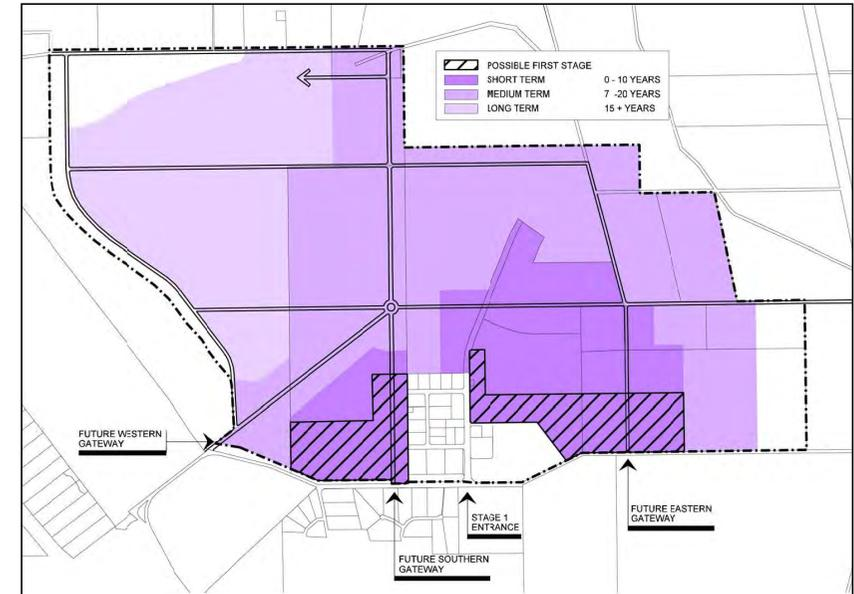 POSSIBLE FIRST STAGE
SHORT TERM 0 - 10 YEARS
MEDIUM TERM 7 -20 YEARS
LONG TERM 15 + YEARS
FUTURE WESTERN
GATEWAY
STAGE 1
ENTRANCE
FUTURE EASTERN
GATEWAY
FUTURE SOUTHERN
GATEWAY